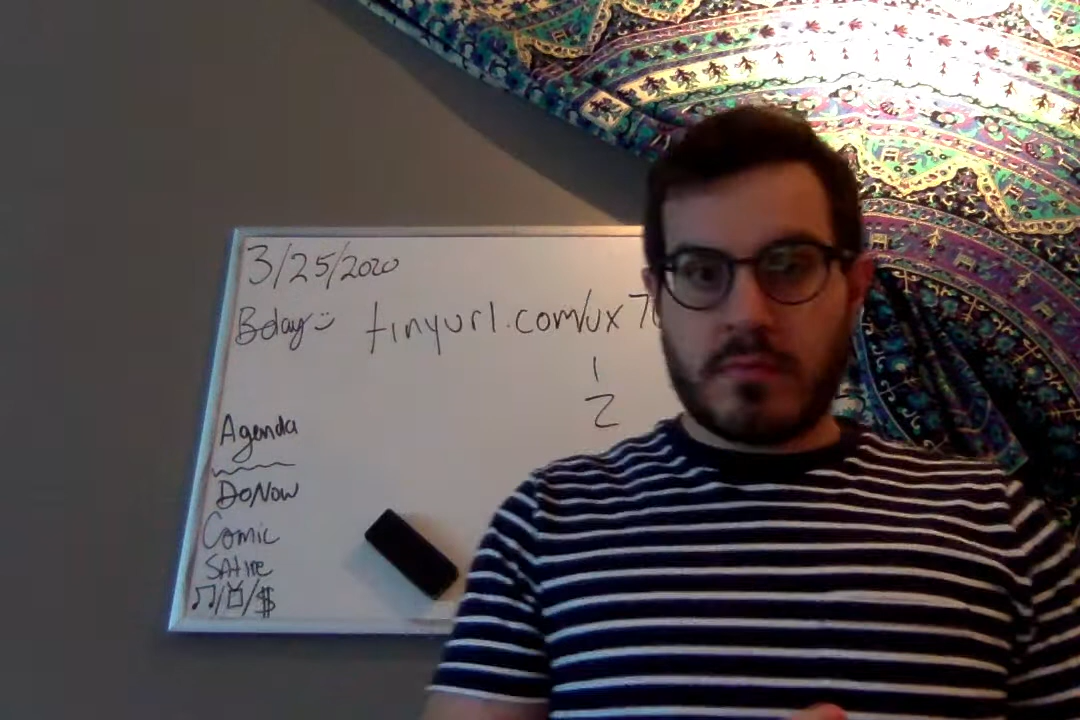 3/25/2020
Bday tinyurl.com/ux7
1
2
Agenda
DoNow
Comic
SAtire
♫/📺/$